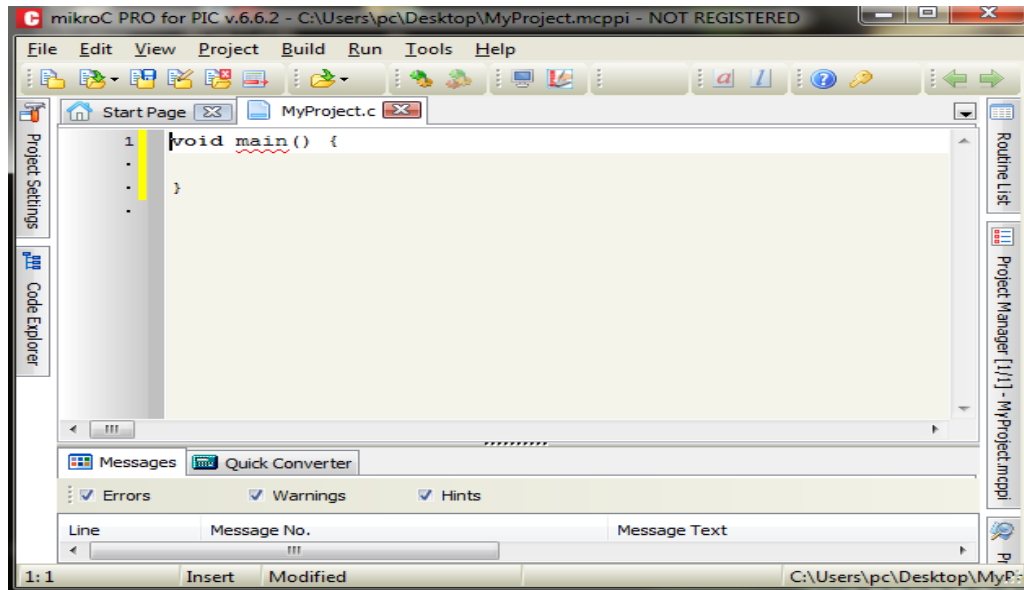 mikroC PRO for PIC v.6.6.2 - C:\Users\pc\Desktop\MyProject.mcppi - NOT REGISTERED
File Edit View Project Build Run Tools Help
Start Page MyProject.c
Project Settings
Code Explorer
1 void main() {
}
Routine List
Project Manager [1/1] - MyProject.mcppi
Messages Quick Converter
Errors Warnings Hints
Line Message No. Message Text
1: 1 Insert Modified C:\Users\pc\Desktop\MyP